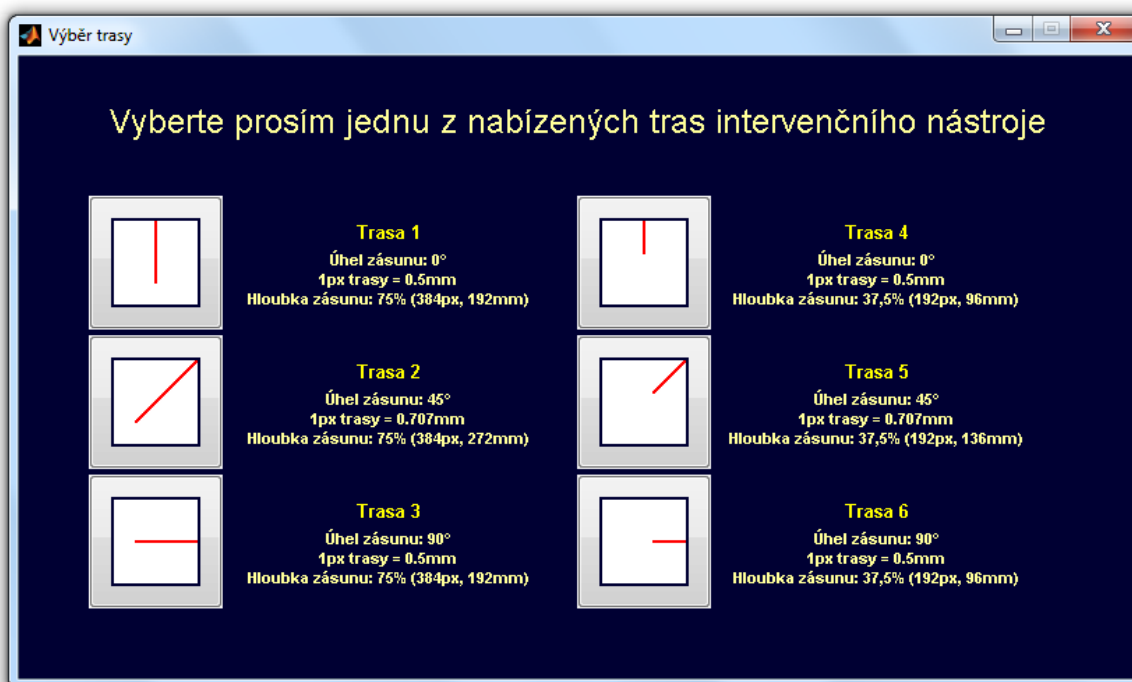 Výběr trasy
Vyberte prosím jednu z nabízených tras intervenčního nástroje
Trasa 1
Úhel zásunu: 0°
1px trasy = 0.5mm
Hloubka zásunu: 75% (384px, 192mm)
Trasa 2
Úhel zásunu: 45°
1px trasy = 0.707mm
Hloubka zásunu: 75% (384px, 272mm)
Trasa 3
Úhel zásunu: 90°
1px trasy = 0.5mm
Hloubka zásunu: 75% (384px, 192mm)
Trasa 4
Úhel zásunu: 0°
1px trasy = 0.5mm
Hloubka zásunu: 37,5% (192px, 96mm)
Trasa 5
Úhel zásunu: 45°
1px trasy = 0.707mm
Hloubka zásunu: 37,5% (192px, 136mm)
Trasa 6
Úhel zásunu: 90°
1px trasy = 0.5mm
Hloubka zásunu: 37,5% (192px, 96mm)